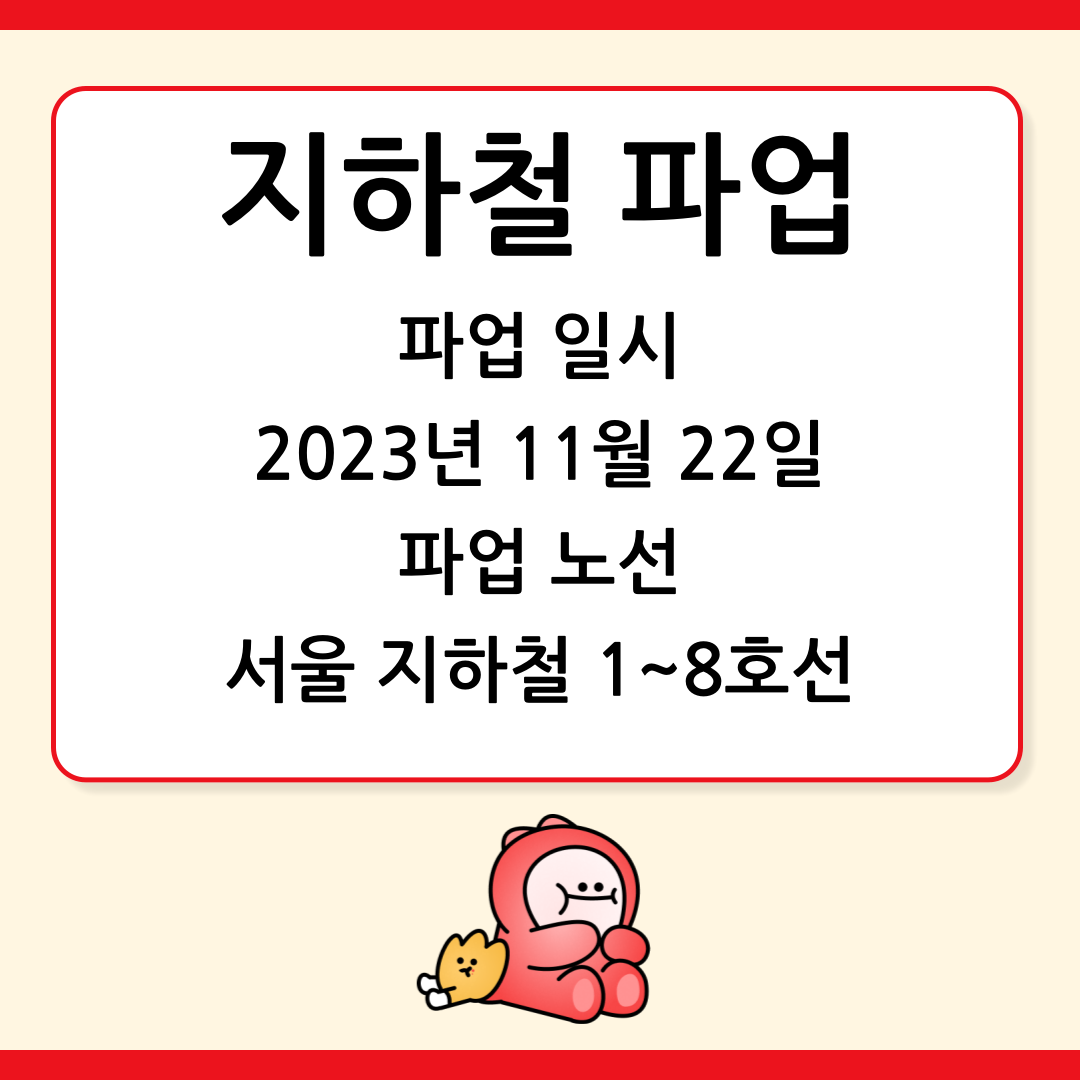 지하철 파업
파업 일시
2023년 11월 22일
파업 노선
서울 지하철 1~8호선